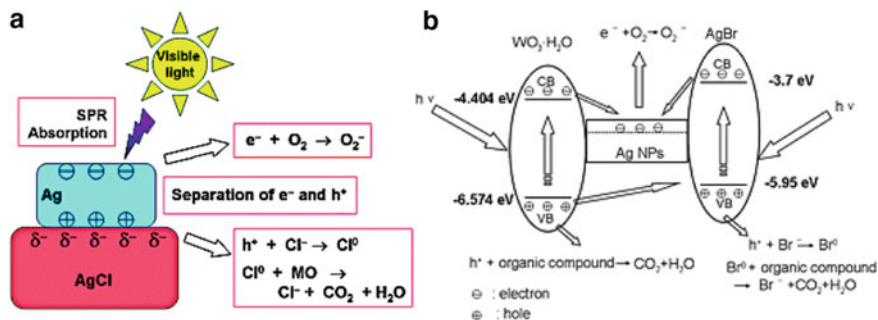 a
Visible
light
SPR
Absorption
e⁻ + O₂ → O₂⁻
Ag
Separation of e⁻ and h⁺
δ⁻ δ⁻ δ⁻ δ⁻ δ⁻
AgCl
h⁺ + Cl⁻ → Cl⁰
Cl⁰ + MO →
Cl⁻ + CO₂ + H₂O
b
WO₃·H₂O
e⁻ +O₂→O₂⁻
AgBr
CB
CB
-4.404 eV
-3.7 eV
h ν
h ν
Ag NPs
-6.574 eV
-5.95 eV
VB
VB
h⁺ + organic compound → CO₂+H₂O
h⁺ + Br⁻ → Br⁰
Br⁰ + organic compound
→ Br⁻ +CO₂+H₂O
⊖ : electron
⊕ : hole